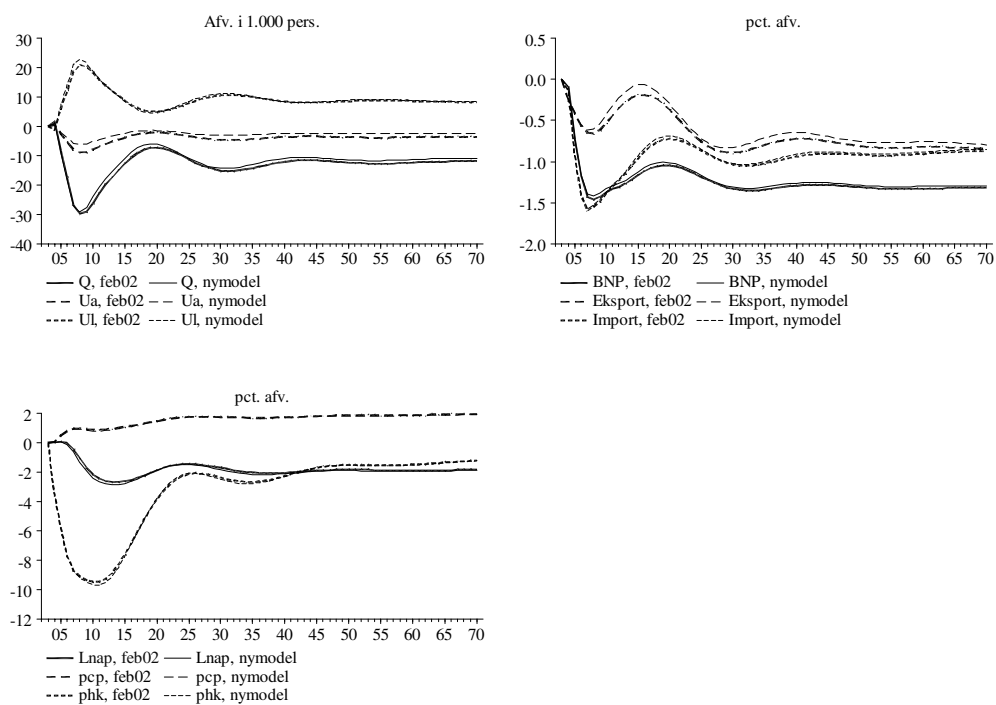 Afv. i 1.000 pers.
30
20
10
0
-10
-20
-30
-40
05 10 15 20 25 30 35 40 45 50 55 60 65 70
Q, feb02 Q, nymodel
Ua, feb02 Ua, nymodel
Ul, feb02 Ul, nymodel
pct. afv.
0.5
0.0
-0.5
-1.0
-1.5
-2.0
05 10 15 20 25 30 35 40 45 50 55 60 65 70
BNP, feb02 BNP, nymodel
Eksport, feb02 Eksport, nymodel
Import, feb02 Import, nymodel
pct. afv.
2
0
-2
-4
-6
-8
-10
-12
05 10 15 20 25 30 35 40 45 50 55 60 65 70
Lnap, feb02 Lnap, nymodel
pcp, feb02 pcp, nymodel
phk, feb02 phk, nymodel